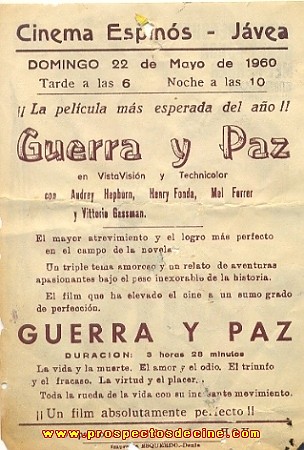 Cinema Espinós - Jávea
DOMINGO 22 de Mayo de 1960
Tarde a las 6 Noche a las 10
¡¡La película más esperada del año!!
Guerra y Paz
en VistaVisión y Technicolor
con Audrey Hepburn, Henry Fonda, Mel Ferrer
y Vittorio Gassman.
El mayor atrevimiento y el logro más perfecto
en el campo de la novela
Un triple tema amoroso y un relato de aventuras
apasionantes bajo el peso inexorable de la historia.
El film que ha elevado el cine a un sumo grado
de perfección.
GUERRA Y PAZ
DURACION: 3 horas 28 minutos
La vida y la muerte. El amor y el odio. El triunfo
y el fracaso. La virtud y el placer.
Toda la rueda de la vida con su incesante movimiento.
¡¡Un film absolutamente perfecto!!
www.prospectosdecine1.com